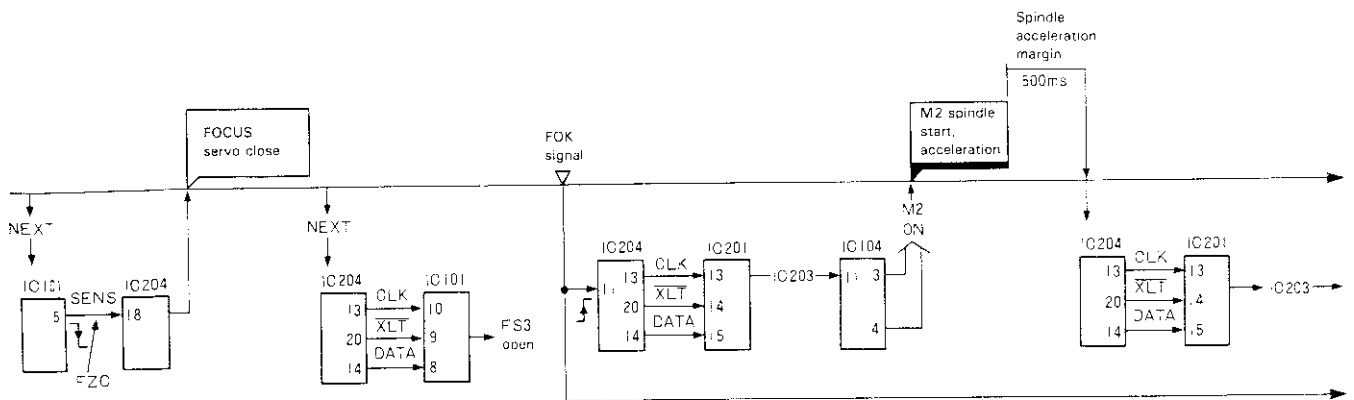 Spindle
acceleration
margin
500ms
FOCUS
servo close
FOK
signal
M2 spindle
start,
acceleration
NEXT
IC101
SENS
IC204
5
18
FZC
NEXT
IC204
IC101
CLK
13
10
XLT
20
9
DATA
14
8
FS3
open
IC204
IC201
CLK
13
13
XLT
20
14
DATA
14
15
IC203
IC104
3
4
M2
ON
IC204
IC201
CLK
13
13
XLT
20
14
DATA
14
15
IC203